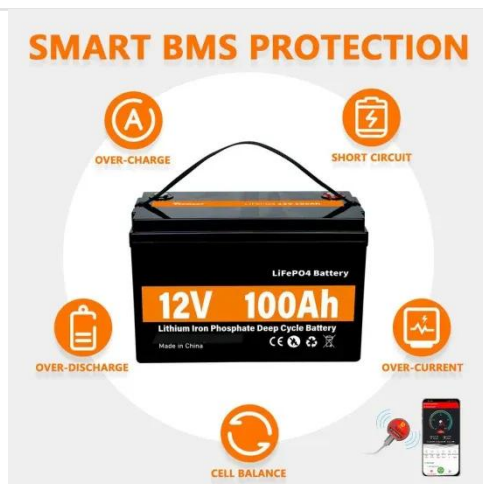 SMART BMS PROTECTION
OVER-CHARGE
SHORT CIRCUIT
LiFePO4 Battery
12V 100Ah
Lithium Iron Phosphate Deep Cycle Battery
Made in China
CE
OVER-DISCHARGE
OVER-CURRENT
CELL BALANCE